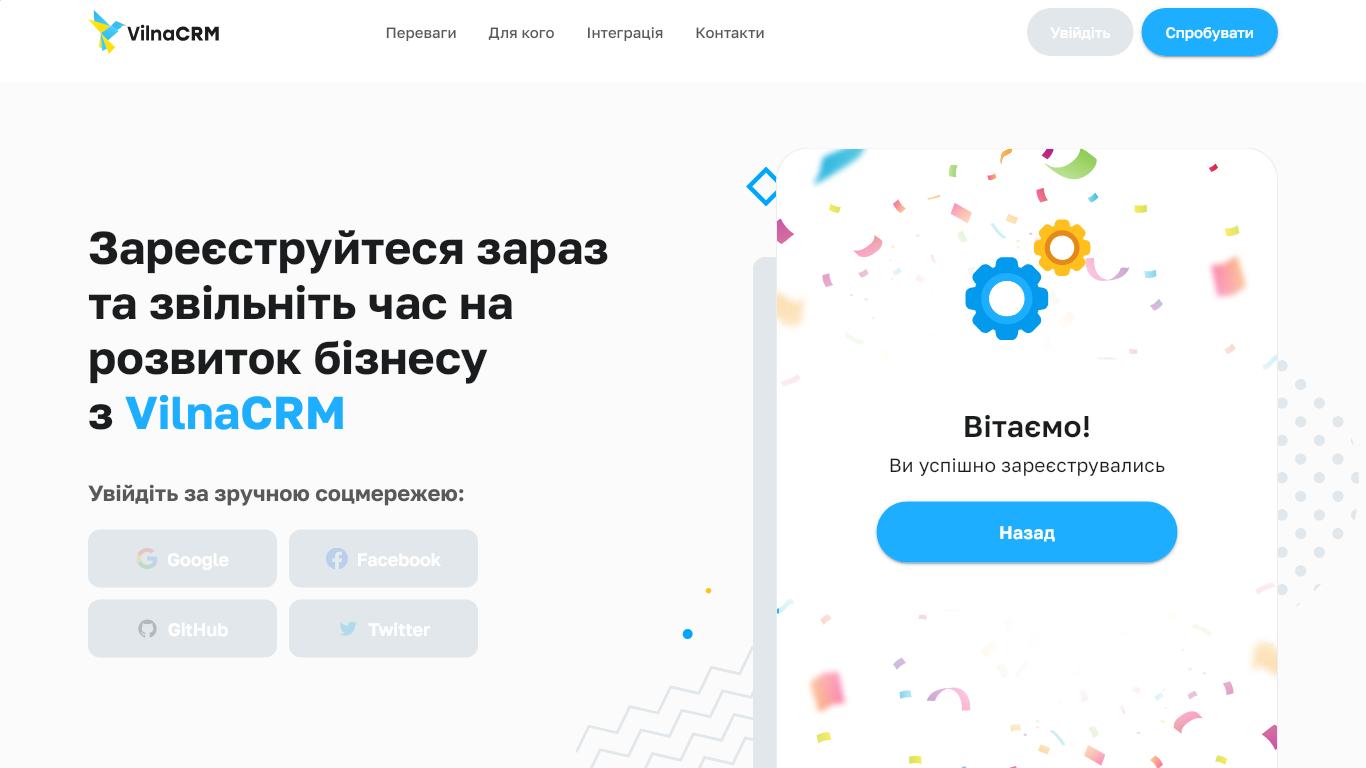 VilnaCRM
Переваги
Для кого
Інтеграція
Контакти
Увійдіть
Спробувати
Зареєструйтеся зараз
та звільніть час на
розвиток бізнесу
з VilnaCRM
Увійдіть за зручною соцмережею:
Google
Facebook
GitHub
Twitter
Вітаємо!
Ви успішно зареєструвались
Назад